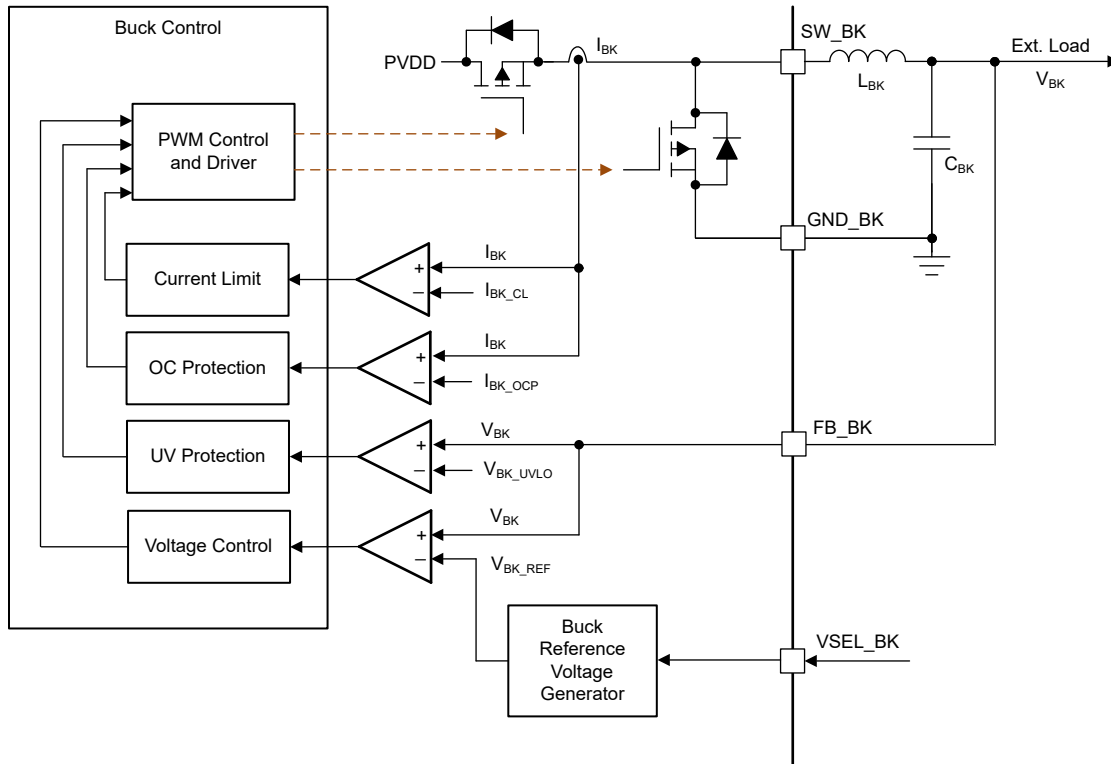 Buck Control
SW_BK
Ext. Load
I_BK
PVDD
L_BK
V_BK
PWM Control
and Driver
C_BK
GND_BK
I_BK
+
Current Limit
−
I_BK_CL
I_BK
+
OC Protection
−
I_BK_OCP
FB_BK
V_BK
+
UV Protection
−
V_BK_UVLO
V_BK
+
Voltage Control
−
V_BK_REF
Buck
Reference
Voltage
Generator
VSEL_BK